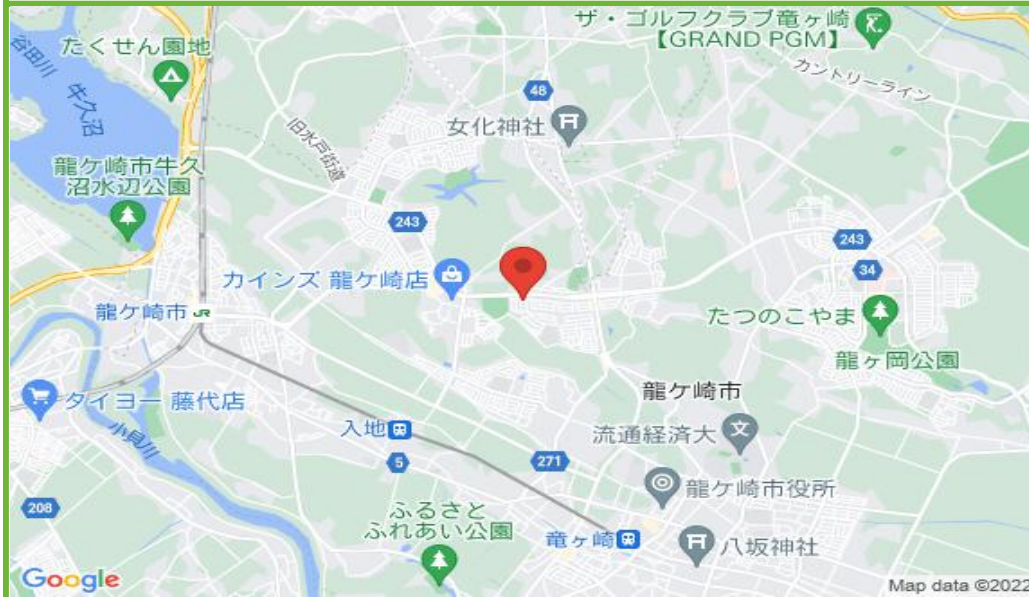 ザ・ゴルフクラブ竜ヶ崎
【GRAND PGM】
たくせん園地
谷田川
牛久沼
カントリーライン
48
女化神社
旧水戸街道
龍ケ崎市牛久
沼水辺公園
243
243
カインズ 龍ケ崎店
34
龍ケ崎市
JR
たつのこやま
龍ヶ岡公園
龍ケ崎市
タイヨー 藤代店
小貝川
入地
流通経済大
5
271
龍ケ崎市役所
208
ふるさと
ふれあい公園
竜ヶ崎
八坂神社
Google
Map data ©2022